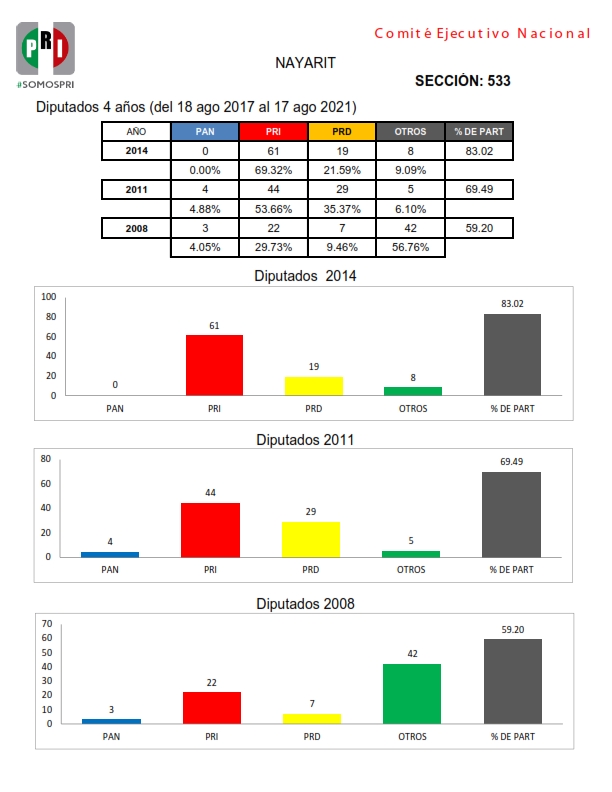 Comité Ejecutivo Nacional
PRI
#SOMOSPRI
NAYARIT
SECCIÓN: 533
Diputados 4 años (del 18 ago 2017 al 17 ago 2021)
AÑO PAN PRI PRD OTROS % DE PART
2014 0 61 19 8 83.02
0.00% 69.32% 21.59% 9.09%
2011 4 44 29 5 69.49
4.88% 53.66% 35.37% 6.10%
2008 3 22 7 42 59.20
4.05% 29.73% 9.46% 56.76%
Diputados 2014
100
80
60
40
20
0
0 61 19 8 83.02
PAN PRI PRD OTROS % DE PART
Diputados 2011
80
60
40
20
0
4 44 29 5 69.49
PAN PRI PRD OTROS % DE PART
Diputados 2008
70
60
50
40
30
20
10
0
3 22 7 42 59.20
PAN PRI PRD OTROS % DE PART